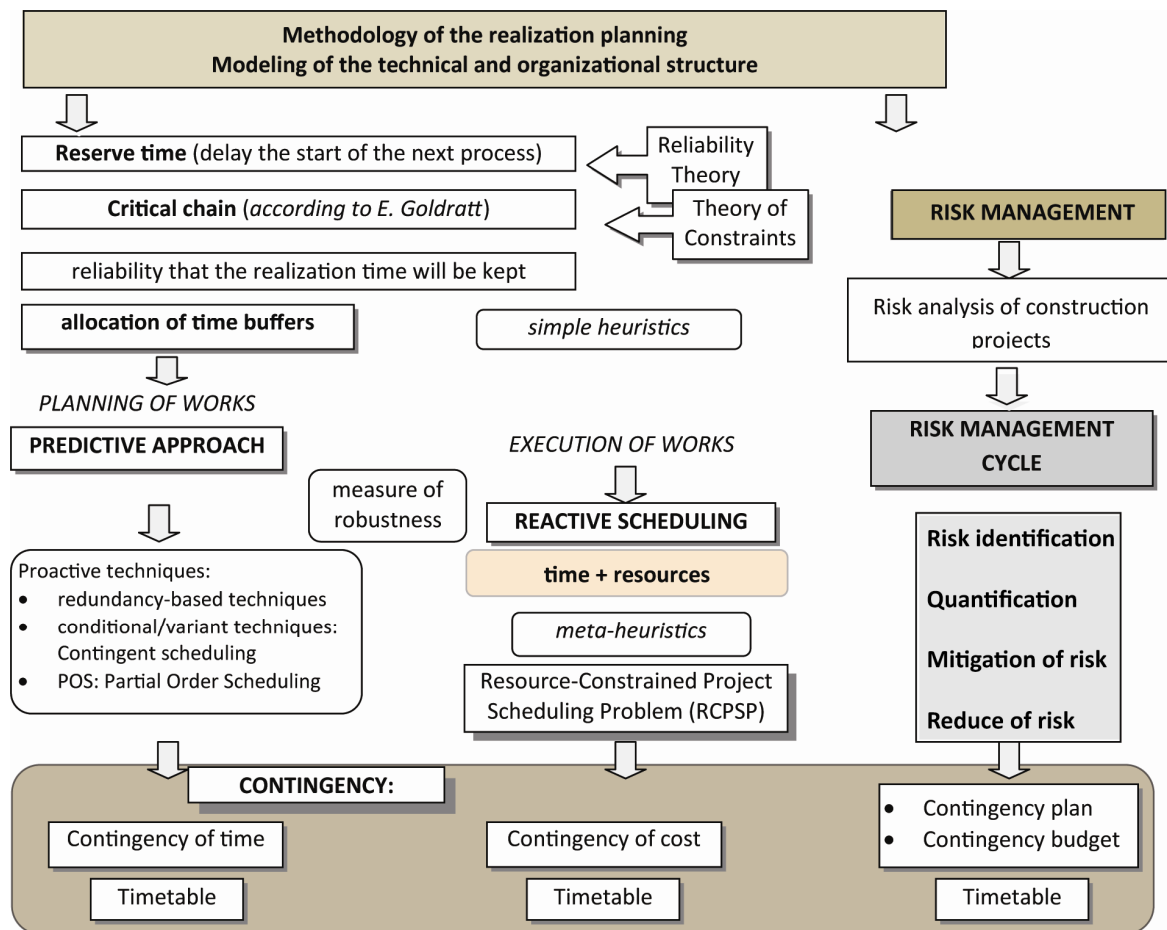 Methodology of the realization planning
Modeling of the technical and organizational structure
Reserve time (delay the start of the next process)
Reliability
Theory
Critical chain (according to E. Goldratt)
Theory of
Constraints
reliability that the realization time will be kept
allocation of time buffers
simple heuristics
PLANNING OF WORKS
PREDICTIVE APPROACH
measure of
robustness
Proactive techniques:
• redundancy-based techniques
• conditional/variant techniques:
Contingent scheduling
• POS: Partial Order Scheduling
EXECUTION OF WORKS
REACTIVE SCHEDULING
time + resources
meta-heuristics
Resource-Constrained Project
Scheduling Problem (RCPSP)
RISK MANAGEMENT
Risk analysis of construction
projects
RISK MANAGEMENT
CYCLE
Risk identification
Quantification
Mitigation of risk
Reduce of risk
CONTINGENCY:
Contingency of time
Timetable
Contingency of cost
Timetable
• Contingency plan
• Contingency budget
Timetable